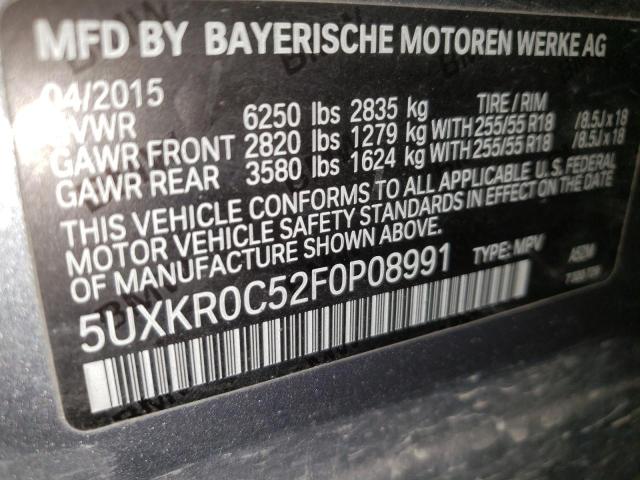 MFD BY BAYERISCHE MOTOREN WERKE AG
04/2015
GVWR 6250 lbs 2835 kg TIRE / RIM
GAWR FRONT 2820 lbs 1279 kg WITH 255/55 R18 /8.5J x 18
GAWR REAR 3580 lbs 1624 kg WITH 255/55 R18 /8.5J x 18
THIS VEHICLE CONFORMS TO ALL APPLICABLE U.S. FEDERAL
MOTOR VEHICLE SAFETY STANDARDS IN EFFECT ON THE DATE
OF MANUFACTURE SHOWN ABOVE.
5UXKR0C52F0P08991 TYPE: MPV